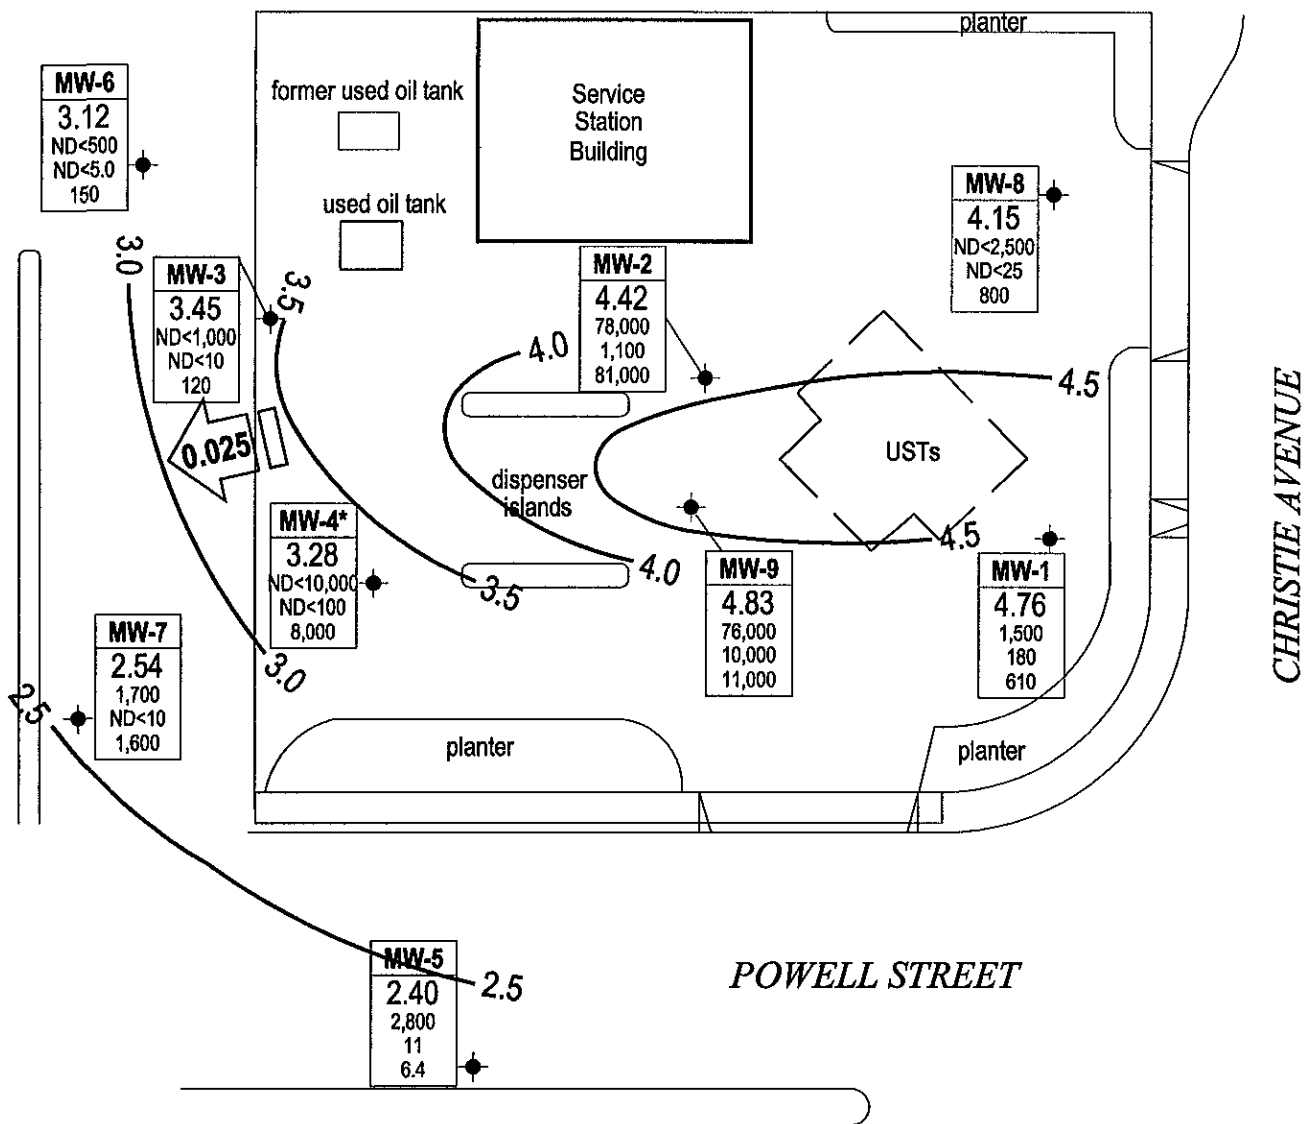 planter
MW-6
3.12
ND<500
ND<5.0
150
former used oil tank
Service
Station
Building
used oil tank
MW-8
4.15
ND<2,500
ND<25
800
3.0
MW-3
3.45
ND<1,000
ND<10
120
3.5
MW-2
4.42
78,000
1,100
81,000
4.0
4.5
0.025
USTs
dispenser
islands
CHRISTIE AVENUE
MW-4*
3.28
ND<10,000
ND<100
8,000
3.5
4.0
4.5
MW-9
4.83
76,000
10,000
11,000
MW-1
4.76
1,500
180
610
MW-7
2.54
1,700
ND<10
1,600
3.0
2.5
planter
planter
MW-5
2.40
2,800
11
6.4
2.5
POWELL STREET